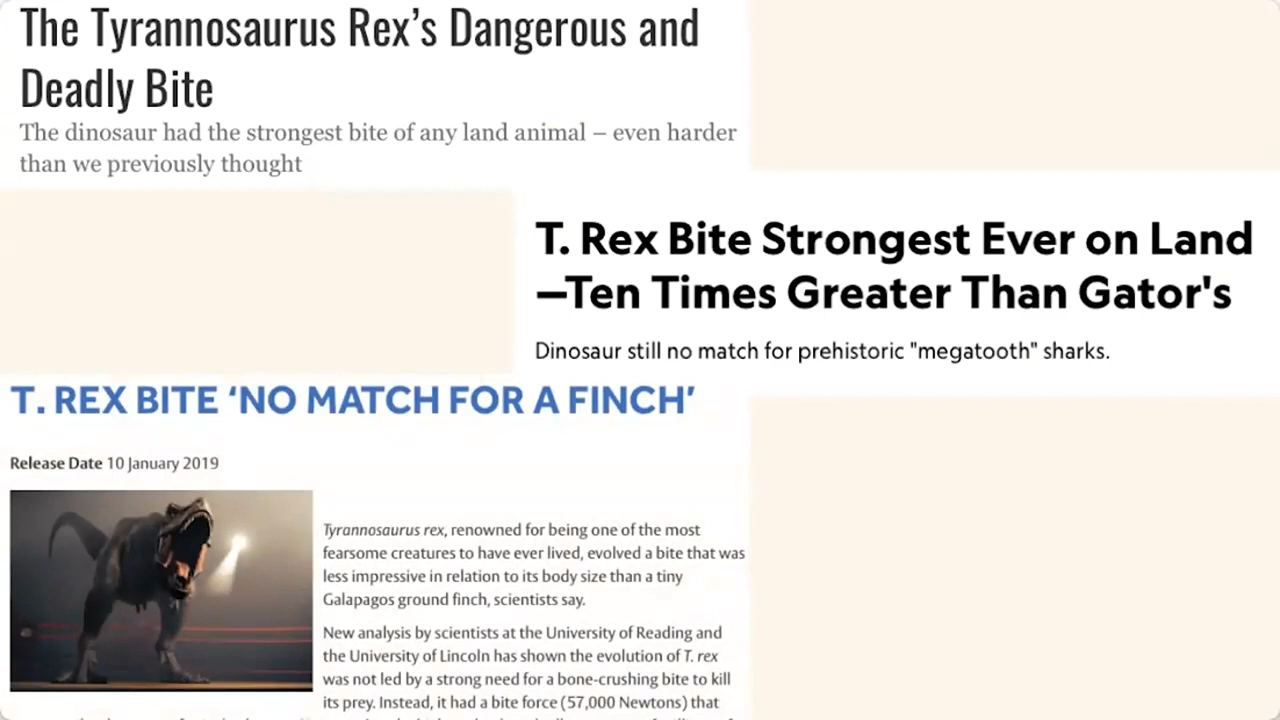 The Tyrannosaurus Rex’s Dangerous and
Deadly Bite
The dinosaur had the strongest bite of any land animal – even harder
than we previously thought
T. Rex Bite Strongest Ever on Land
—Ten Times Greater Than Gator's
Dinosaur still no match for prehistoric "megatooth" sharks.
T. REX BITE ‘NO MATCH FOR A FINCH’
Release Date 10 January 2019
Tyrannosaurus rex, renowned for being one of the most
fearsome creatures to have ever lived, evolved a bite that was
less impressive in relation to its body size than a tiny
Galapagos ground finch, scientists say.
New analysis by scientists at the University of Reading and
the University of Lincoln has shown the evolution of T. rex
was not led by a strong need for a bone-crushing bite to kill
its prey. Instead, it had a bite force (57,000 Newtons) that